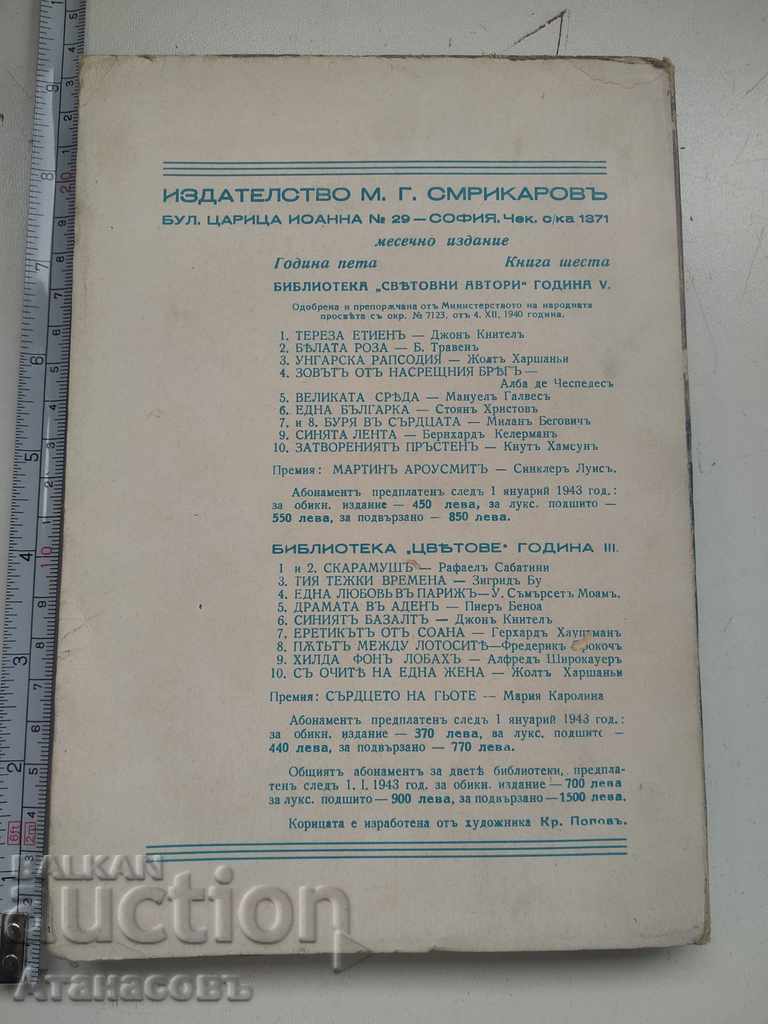 ИЗДАТЕЛСТВО М. Г. СМРИКАРОВЪ
БУЛ. ЦАРИЦА ИОАННА № 29 — СОФИЯ. Чек. с/ка 1371
месечно издание
Година пета Книга шеста
БИБЛИОТЕКА „СВѢТОВНИ АВТОРИ“ ГОДИНА V.
Одобрена и препорѫчана отъ Министерството на народната
просвѣта съ окр. № 7123, отъ 4. XII, 1940 година.
1. ТЕРЕЗА ЕТИЕНЪ — Джонъ Кнителъ
2. БѢЛАТА РОЗА — Б. Травенъ
3. УНГАРСКА РАПСОДИЯ — Жолтъ Харшаньи
4. ЗОВЪТЪ ОТЪ НАСРЕЩНИЯ БРѢГЪ —
Алба де Чеспедесъ
5. ВЕЛИКАТА СРѢДА — Мануелъ Галвесъ
6. ЕДНА БЪЛГАРКА — Стоянъ Христовъ
7. и 8. БУРЯ ВЪ СЪРДЦАТА — Миланъ Беговичъ
9. СИНЯТА ЛЕНТА — Бернхардъ Келерманъ
10. ЗАТВОРЕНИЯТЪ ПРЪСТЕНЪ — Кнутъ Хамсунъ
Премия: МАРТИНЪ АРОУСМИТЪ — Синклеръ Луисъ.
Абонаментъ предплатенъ следъ 1 януарий 1943 год.:
за обикн. издание — 450 лева, за лукс. подшито —
550 лева, за подвързано — 850 лева.
БИБЛИОТЕКА „ЦВѢТОВЕ“ ГОДИНА III.
1 и 2. СКАРАМУШЪ — Рафаелъ Сабатини
3. ТИЯ ТЕЖКИ ВРЕМЕНА — Зигридъ Бу
4. ЕДНА ЛЮБОВЬ ВЪ ПАРИЖЪ — У. Съмърсетъ Моамъ.
5. ДРАМАТА ВЪ АДЕНЪ — Пиеръ Беноа
6. СИНИЯТЪ БАЗАЛТЪ — Джонъ Кнителъ
7. ЕРЕТИКЪТЪ ОТЪ СОАНА — Герхардъ Хауптманъ
8. ПѪТЬТЪ МЕЖДУ ЛОТОСИТѢ — Фредерикъ
9. ХИЛДА ФОНЪ ЛОБАХЪ — Алфредъ Широкауеръ
10. СЪ ОЧИТѢ НА ЕДНА ЖЕНА — Жолтъ Харшаньи
Премия: СЪРДЦЕТО НА ГЬОТЕ — Мария Каролина
Абонаментъ предплатенъ следъ 1 януарий 1943 год.:
за обикн. издание — 370 лева, за лукс. подшито —
440 лева, за подвързано — 770 лева.
Общиятъ абонаментъ за дветѣ библиотеки, предпла-
тенъ следъ 1. I. 1943 год. за обикн. издание — 700 лева
за лукс. подшито — 900 лева, за подвързано — 1500 лева.
Корицата е изработена отъ художника Кр. Поповъ.
BALKAN
auction
Атанасовъ